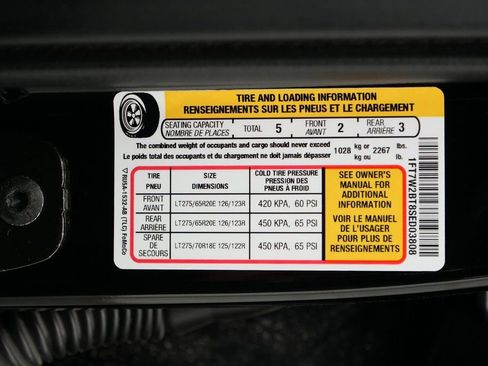 TIRE AND LOADING INFORMATION
RENSEIGNEMENTS SUR LES PNEUS ET LE CHARGEMENT
SEATING CAPACITY TOTAL 5 FRONT 2 REAR 3
NOMBRE DE PLACES AVANT ARRIÈRE
The combined weight of occupants and cargo should never exceed 1028 kg or 2267 lbs.
Le poids total des occupants et du chargement ne doit jamais dépasser kg ou lb.
TIRE SIZE COLD TIRE PRESSURE
PNEU DIMENSIONS PRESSION DES PNEUS À FROID
FRONT AVANT LT275/65R20E 126/123R 420 KPA, 60 PSI
REAR ARRIÈRE LT275/65R20E 126/123R 450 KPA, 65 PSI
SPARE DE SECOURS LT275/70R18E 125/122R 450 KPA, 65 PSI
SEE OWNER'S
MANUAL FOR
ADDITIONAL
INFORMATION
VOIR LE MANUEL
DE L'USAGER
POUR PLUS DE
RENSEIGNEMENTS
1FT7W2BT8SED03808
(TLG) FoMoCo